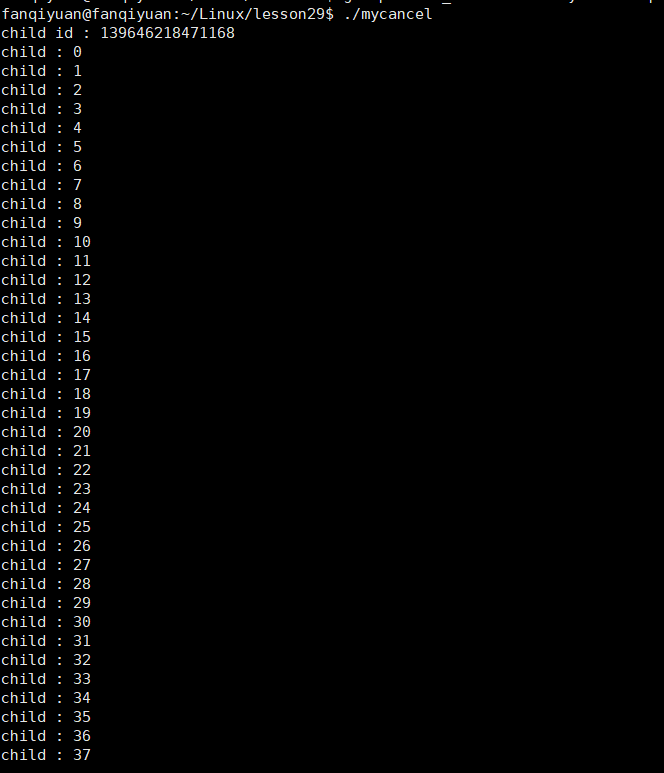 fanqiyuan@fanqiyuan:~/Linux/lesson29$ ./mycancel
child id : 139646218471168
child : 0
child : 1
child : 2
child : 3
child : 4
child : 5
child : 6
child : 7
child : 8
child : 9
child : 10
child : 11
child : 12
child : 13
child : 14
child : 15
child : 16
child : 17
child : 18
child : 19
child : 20
child : 21
child : 22
child : 23
child : 24
child : 25
child : 26
child : 27
child : 28
child : 29
child : 30
child : 31
child : 32
child : 33
child : 34
child : 35
child : 36
child : 37